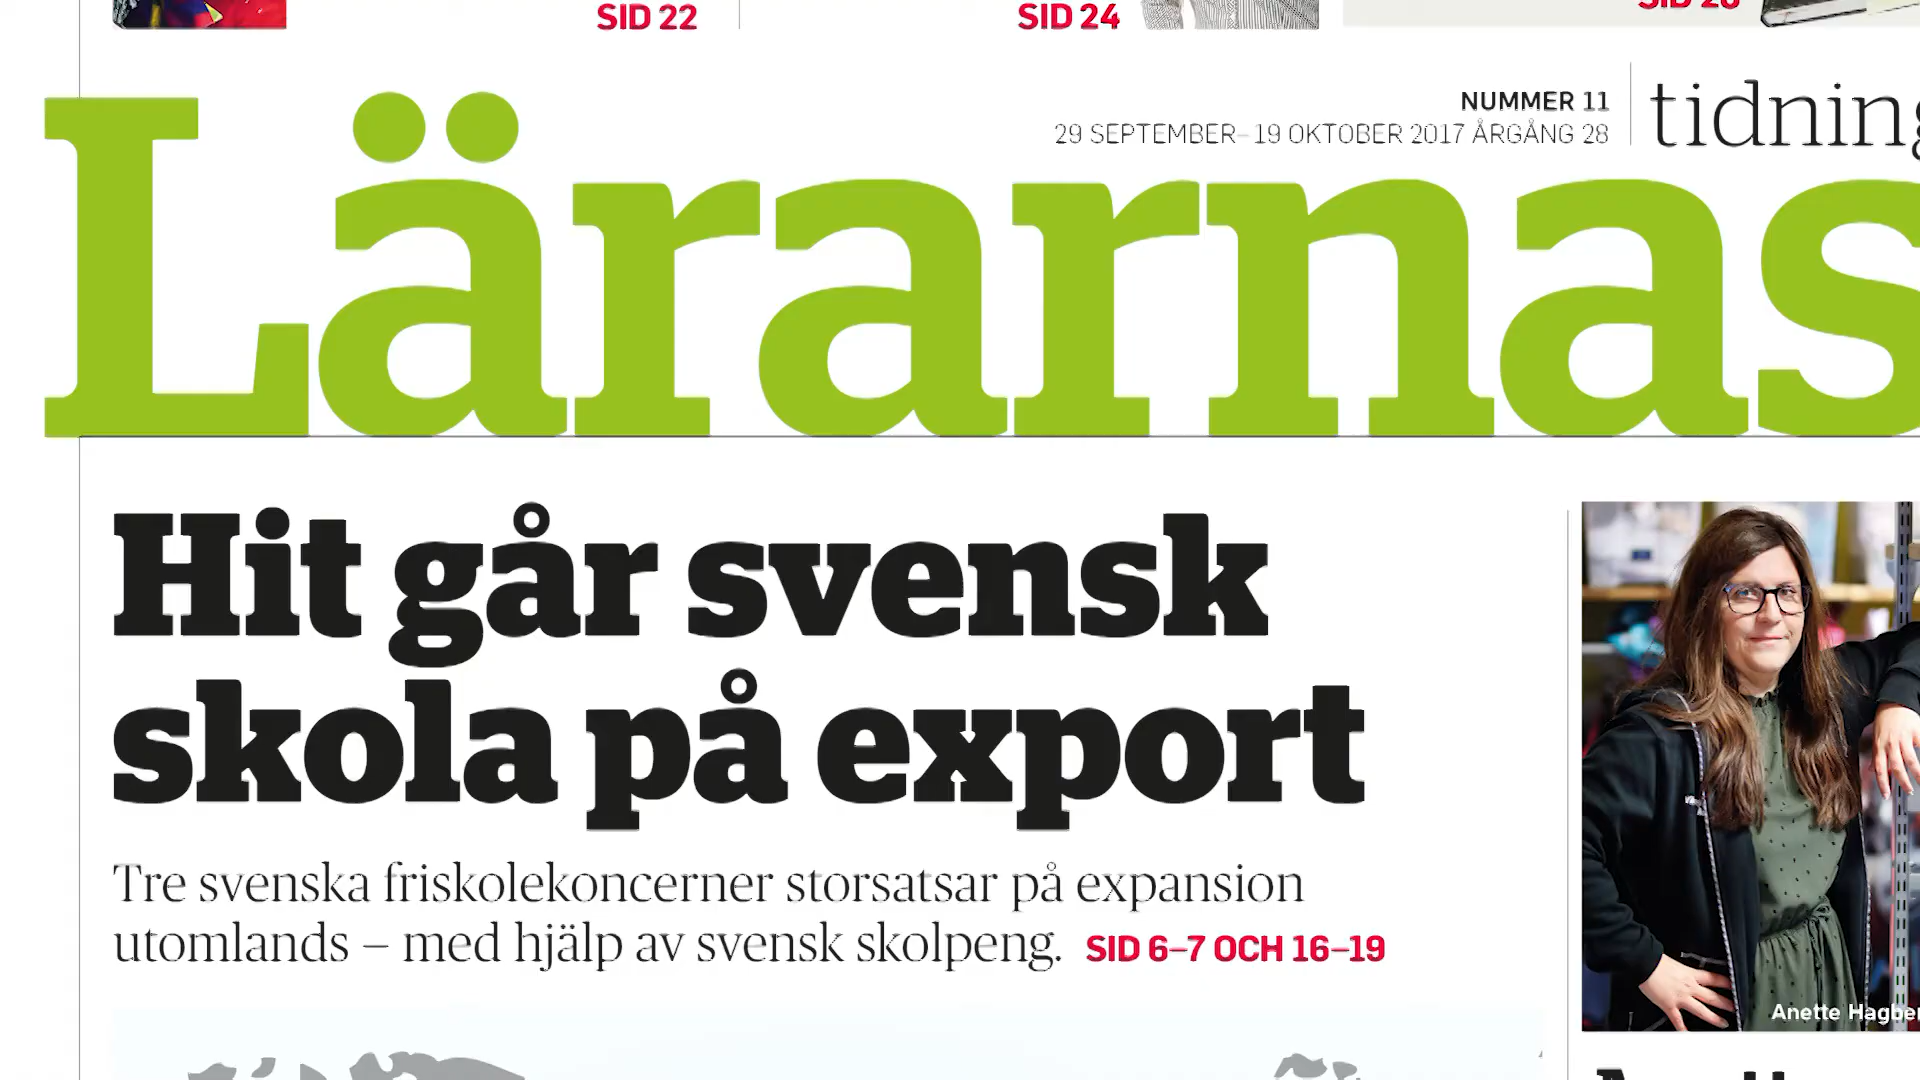 SID 22
SID 24
NUMMER 11
29 SEPTEMBER–19 OKTOBER 2017 ÅRGÅNG 28
Lärarnas
Hit går svensk
skola på export
Tre svenska friskolekoncerner storsatsar på expansion
utomlands – med hjälp av svensk skolpeng. SID 6–7 OCH 16–19
Anette